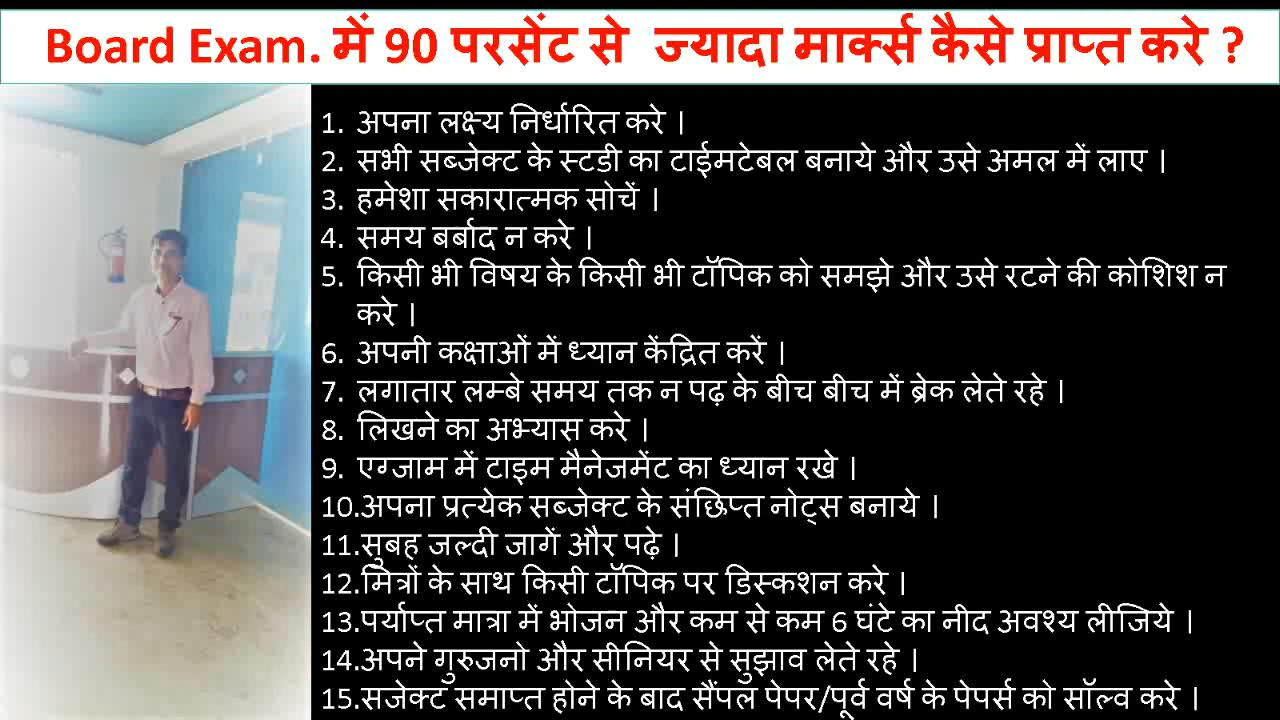 Board Exam. में 90 परसेंट से ज्यादा मार्क्स कैसे प्राप्त करे ?
1. अपना लक्ष्य निर्धारित करे ।
2. सभी सब्जेक्ट के स्टडी का टाईमटेबल बनाये और उसे अमल में लाए ।
3. हमेशा सकारात्मक सोचें ।
4. समय बर्बाद न करे ।
5. किसी भी विषय के किसी भी टॉपिक को समझे और उसे रटने की कोशिश न
करे ।
6. अपनी कक्षाओं में ध्यान केंद्रित करें ।
7. लगातार लम्बे समय तक न पढ़ के बीच बीच में ब्रेक लेते रहे ।
8. लिखने का अभ्यास करे ।
9. एग्जाम में टाइम मैनेजमेंट का ध्यान रखे ।
10.अपना प्रत्येक सब्जेक्ट के संछिप्त नोट्स बनाये ।
11.सुबह जल्दी जागें और पढ़े ।
12.मित्रों के साथ किसी टॉपिक पर डिस्कशन करे ।
13.पर्याप्त मात्रा में भोजन और कम से कम 6 घंटे का नीद अवश्य लीजिये ।
14.अपने गुरुजनो और सीनियर से सुझाव लेते रहे ।
15.सजेक्ट समाप्त होने के बाद सैंपल पेपर/पूर्व वर्ष के पेपर्स को सॉल्व करे ।